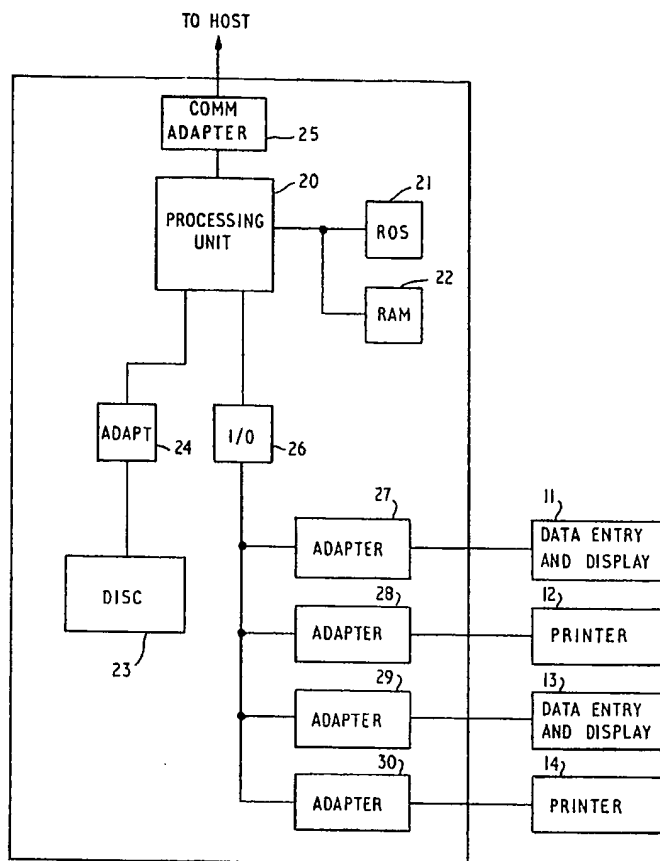 TO HOST
COMM
ADAPTER
25
20
PROCESSING
UNIT
21
ROS
22
RAM
ADAPT
24
I/O
26
DISC
23
27
ADAPTER
11
DATA ENTRY
AND DISPLAY
28
ADAPTER
12
PRINTER
29
ADAPTER
13
DATA ENTRY
AND DISPLAY
30
ADAPTER
14
PRINTER